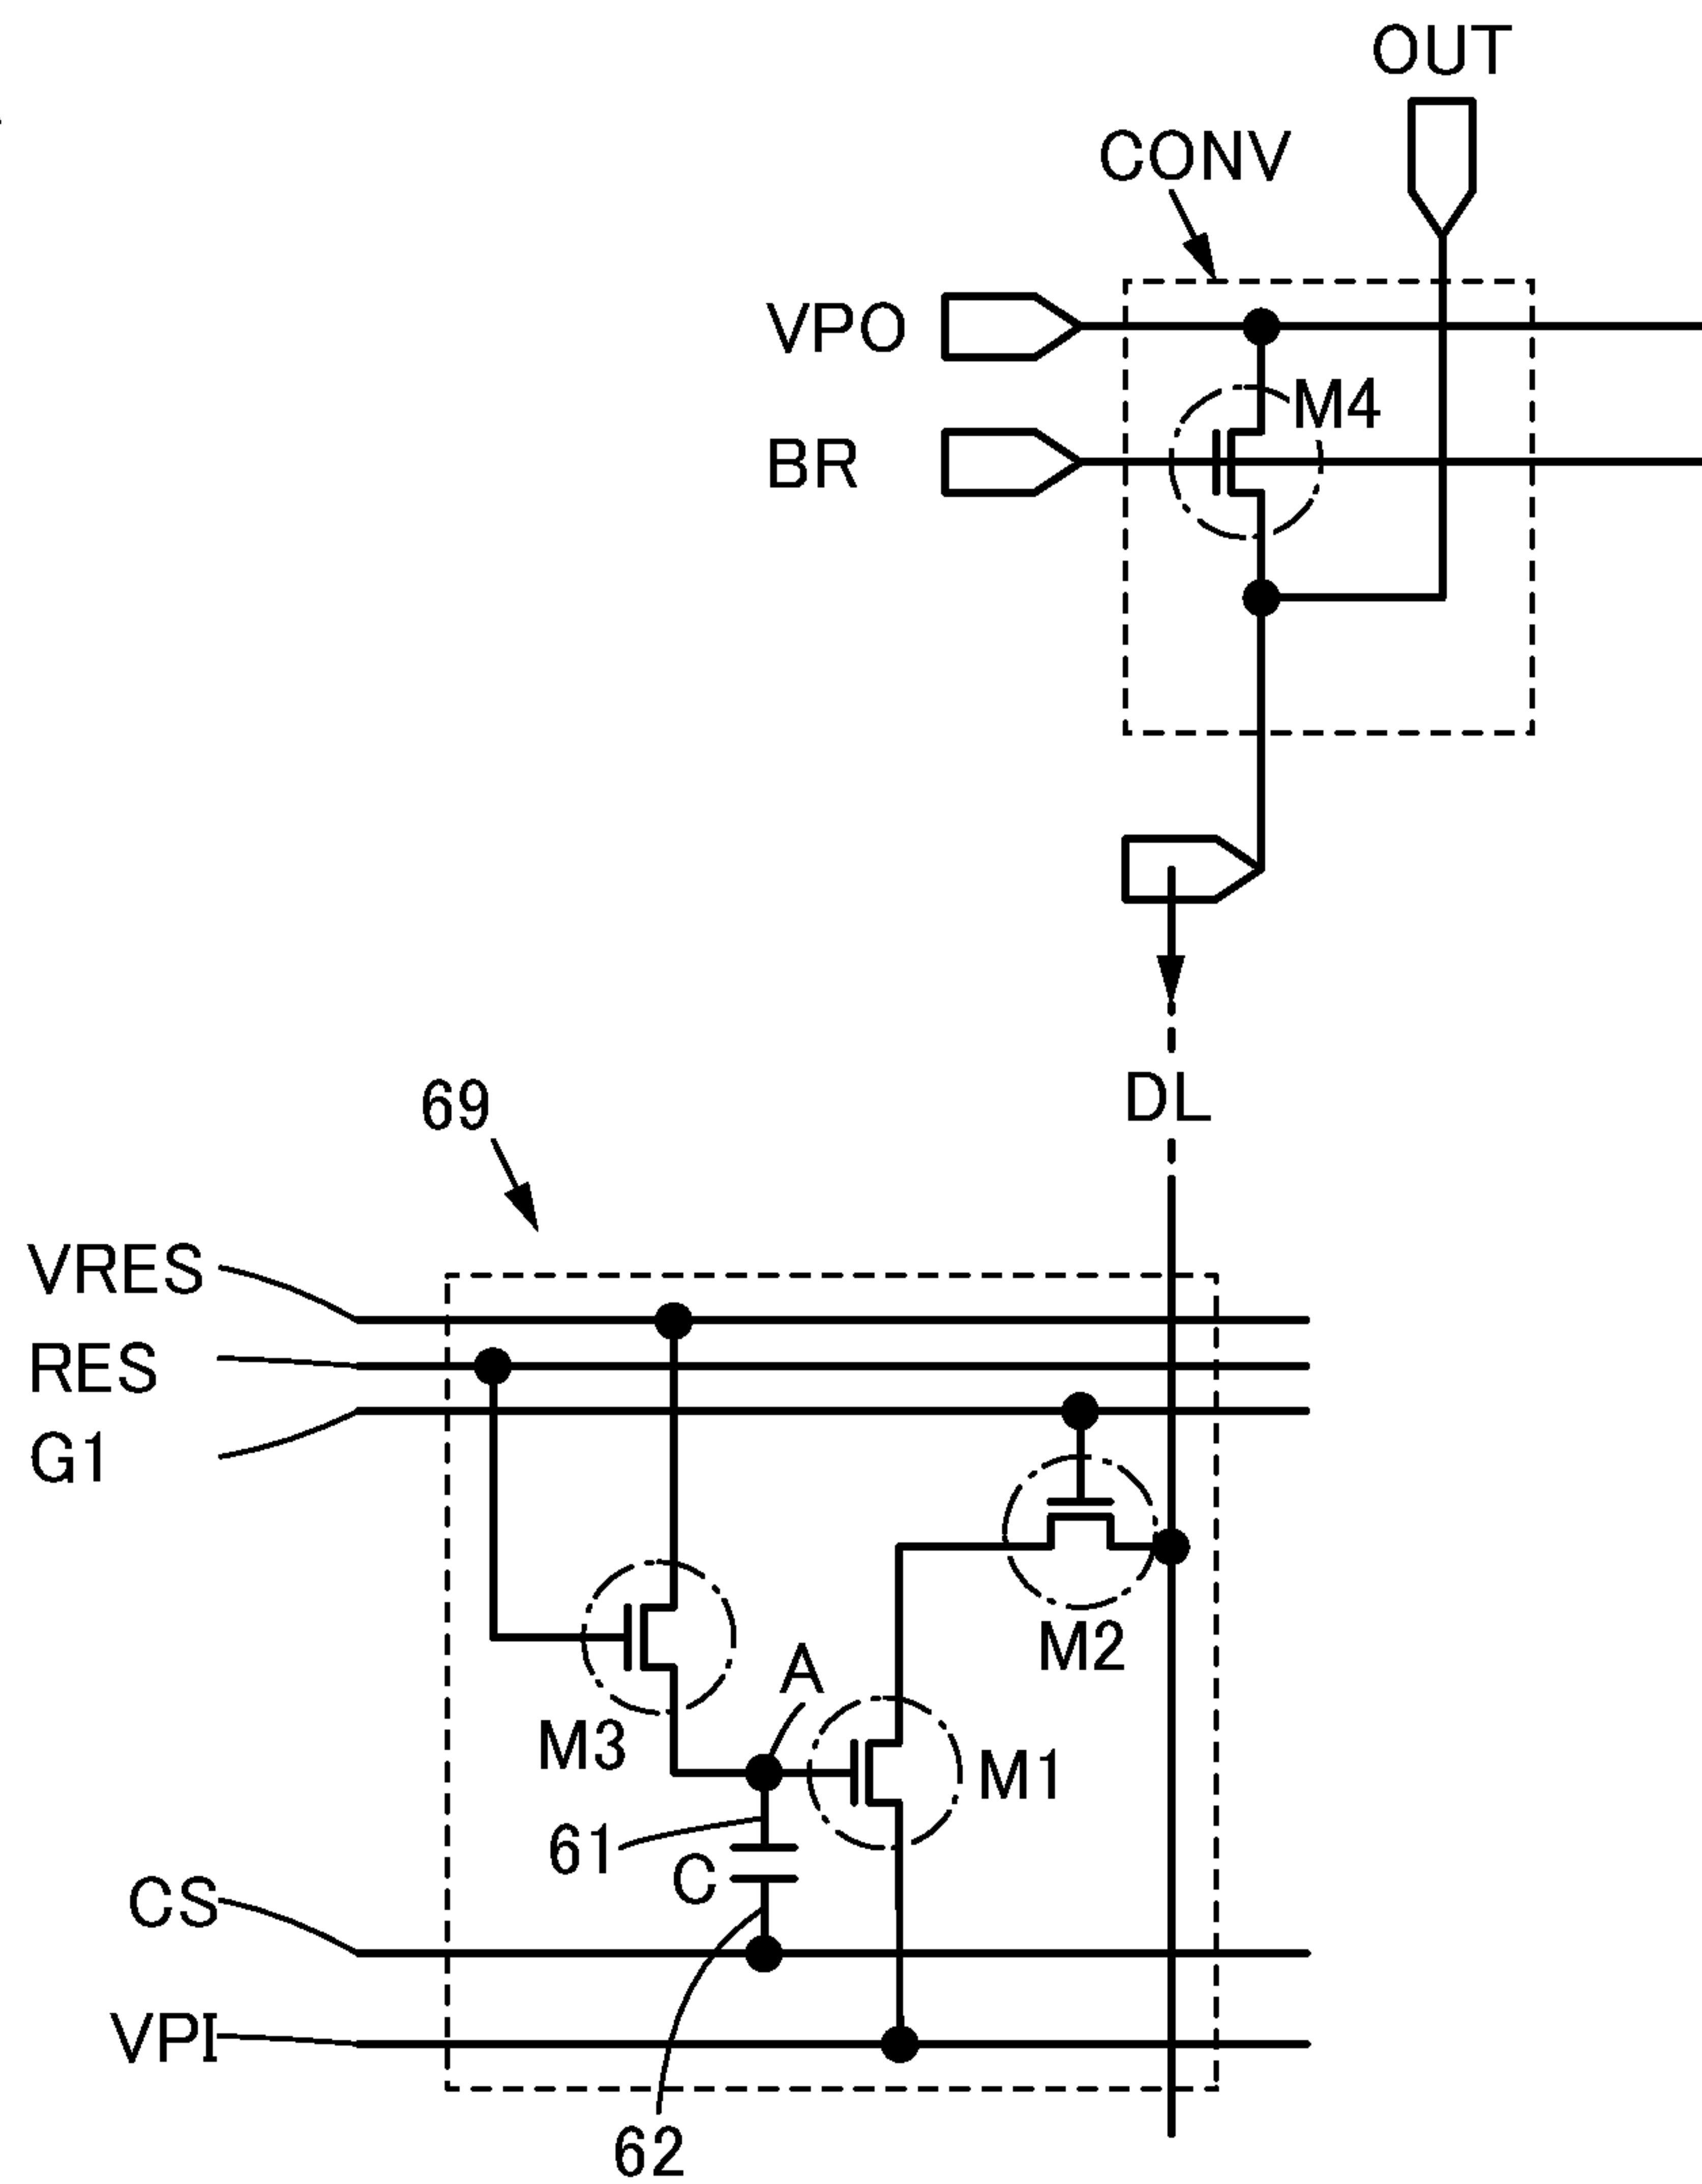 OUT
CONV
VPO
M4
BR
DL
69
VRES
RES
G1
M2
A
M3
M1
61
C
CS
VPI
62